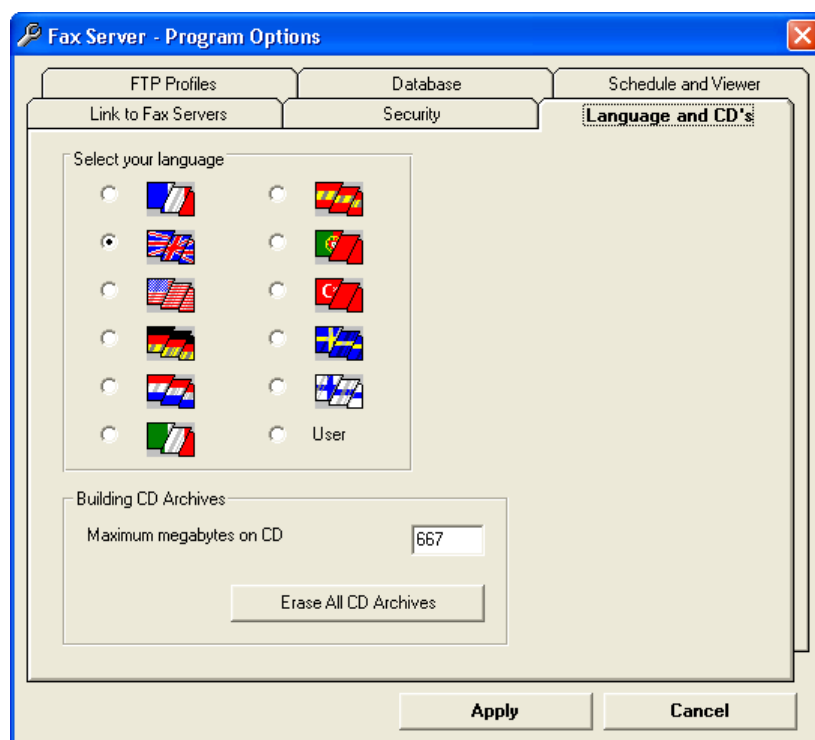 Fax Server - Program Options
FTP Profiles
Database
Schedule and Viewer
Link to Fax Servers
Security
Language and CD's
Select your language
User
Building CD Archives
Maximum megabytes on CD
667
Erase All CD Archives
Apply
Cancel